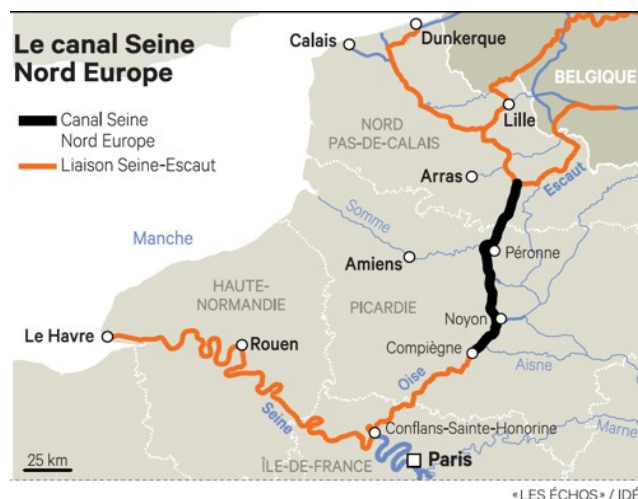 Le canal Seine
Nord Europe
Canal Seine
Nord Europe
Liaison Seine-Escaut
Calais
Dunkerque
BELGIQUE
Lille
NORD
PAS-DE-CALAIS
Arras
Escaut
Somme
Manche
Péronne
Amiens
HAUTE-
NORMANDIE
PICARDIE
Noyon
Le Havre
Rouen
Compiègne
Aisne
Oise
Seine
Conflans-Sainte-Honorine
Marne
Paris
25 km
ÎLE-DE-FRANCE
«LES ÉCHOS» / IDÉ